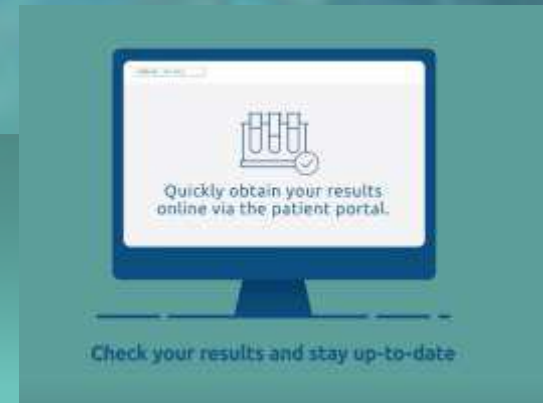 Quickly obtain your results
online via the patient portal.
Check your results and stay up-to-date